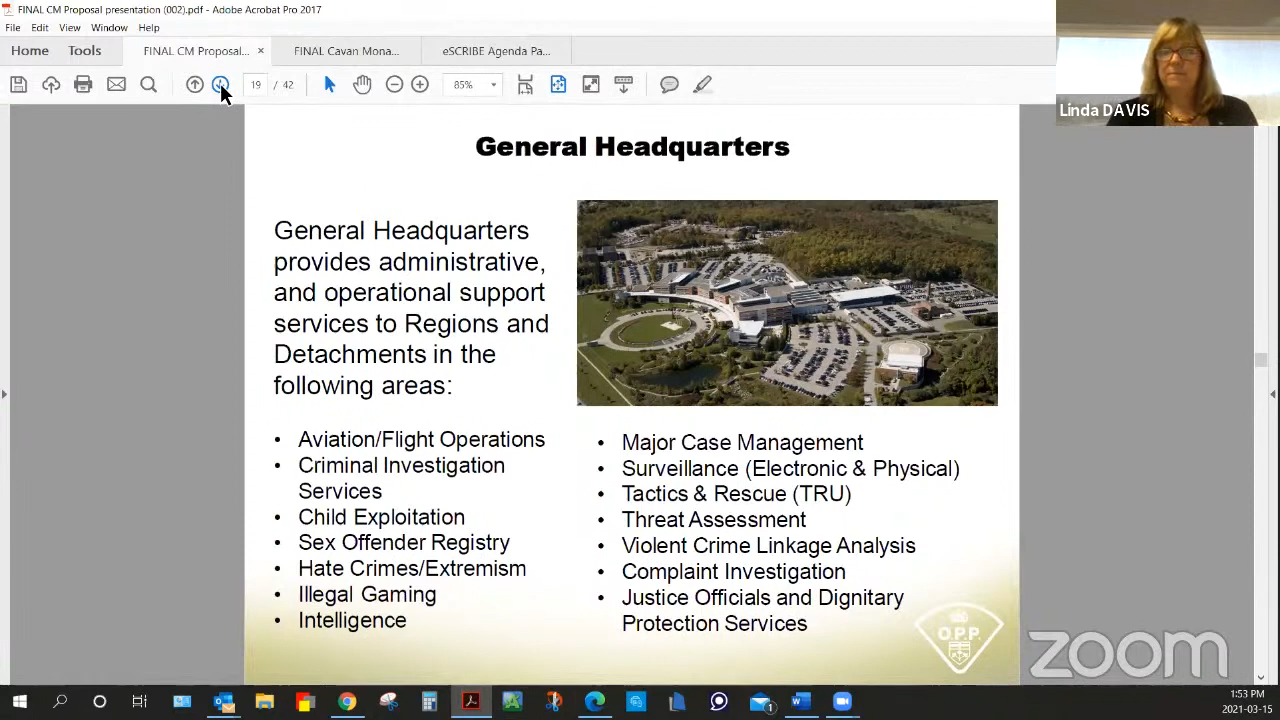 FINAL CM Proposal presentation (002).pdf - Adobe Acrobat Pro 2017
File Edit View Window Help
Home Tools FINAL CM Proposal... × FINAL Cavan Mona... eSCRIBE Agenda Pa...
19 / 42 85%
Linda DAVIS
General Headquarters
General Headquarters
provides administrative,
and operational support
services to Regions and
Detachments in the
following areas:
• Aviation/Flight Operations
• Criminal Investigation
Services
• Child Exploitation
• Sex Offender Registry
• Hate Crimes/Extremism
• Illegal Gaming
• Intelligence
• Major Case Management
• Surveillance (Electronic & Physical)
• Tactics & Rescue (TRU)
• Threat Assessment
• Violent Crime Linkage Analysis
• Complaint Investigation
• Justice Officials and Dignitary
Protection Services
O.P.P.
zoom
1:53 PM
2021-03-15